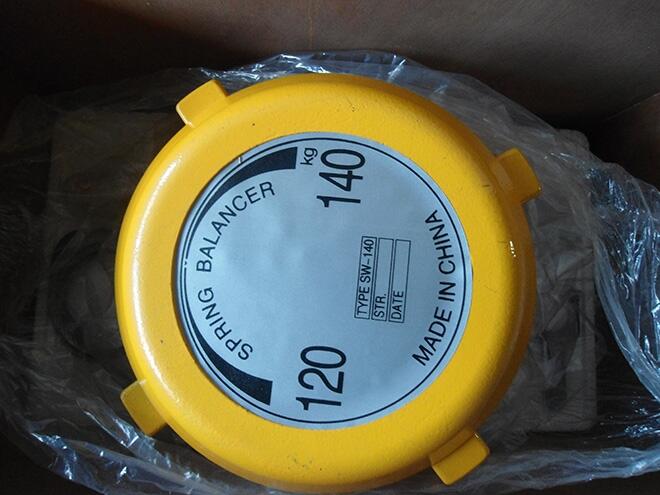 SPRING BALANCER
kg
120
140
TYPE SW-140
STR.
DATE
MADE IN CHINA